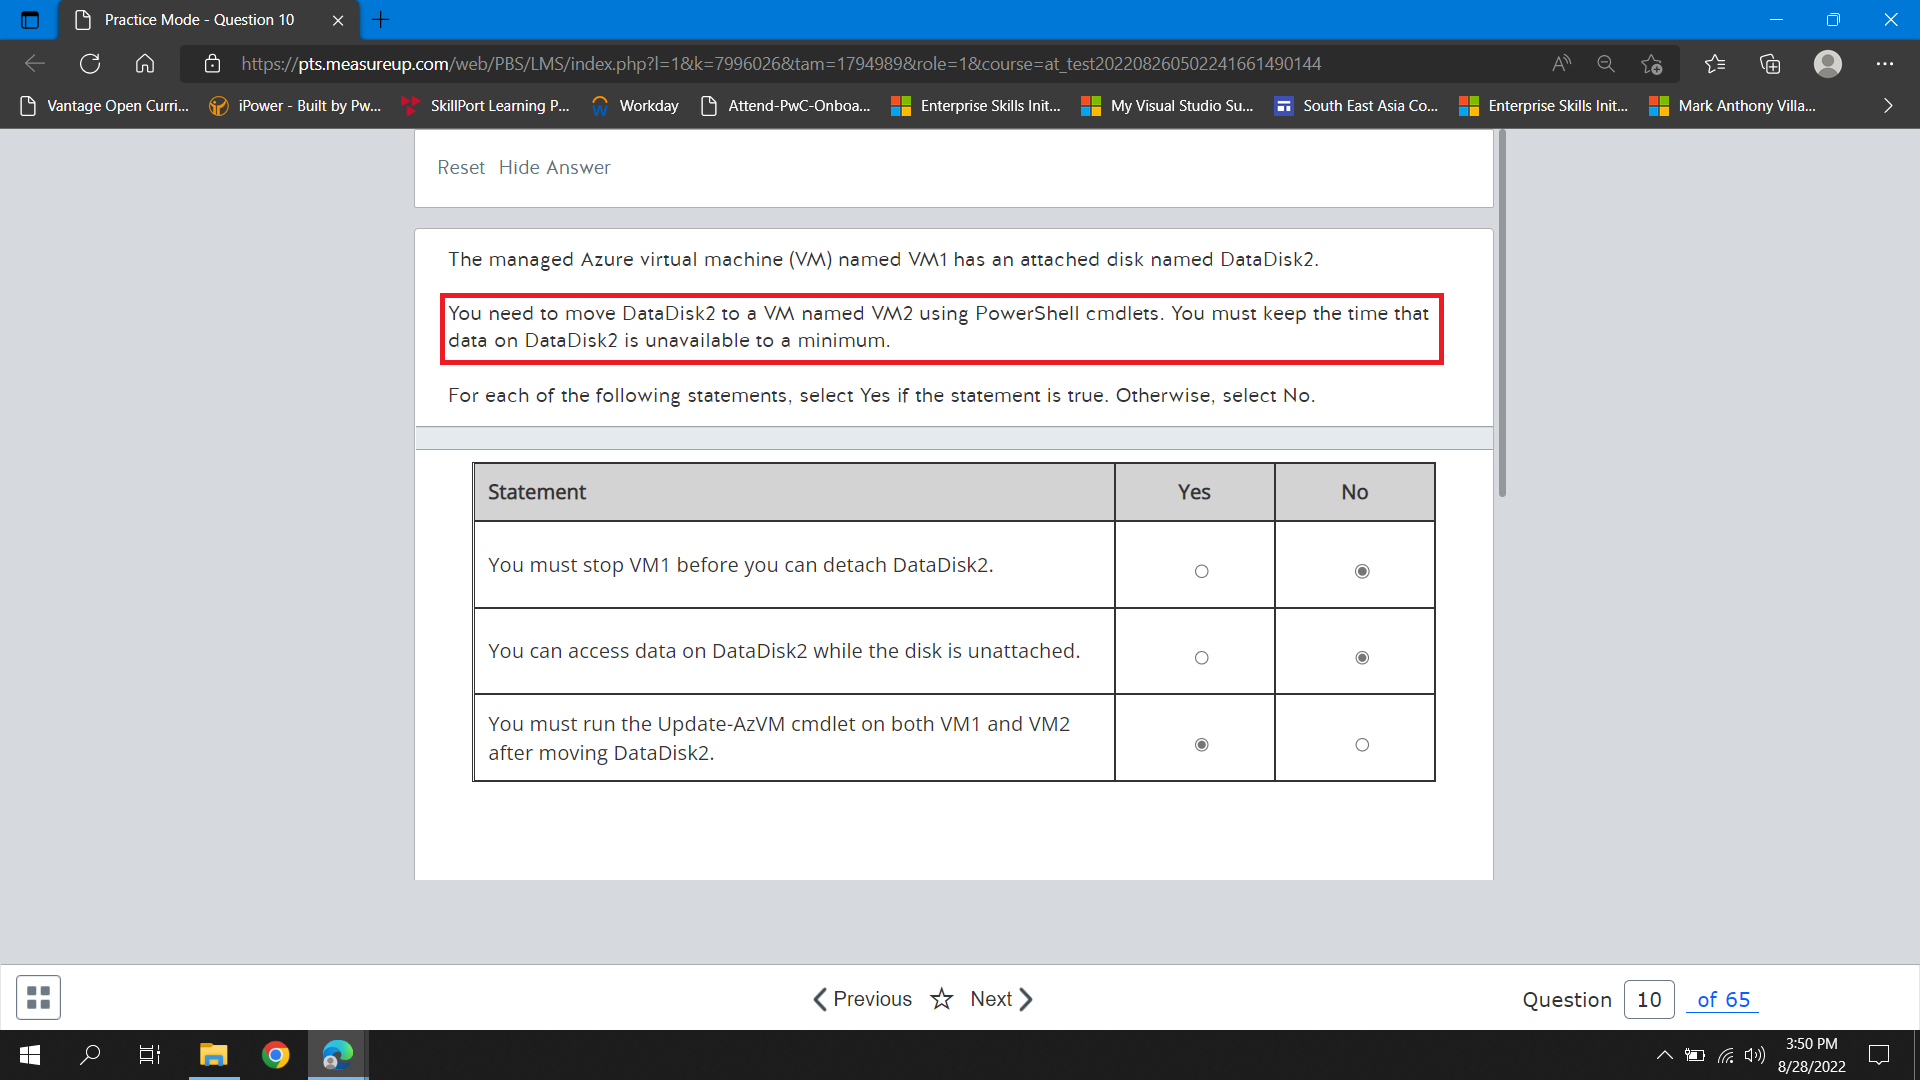 Practice Mode - Question 10
https://pts.measureup.com/web/PBS/LMS/index.php?l=1&k=7996026&tam=1794989&role=1&course=at_test202208260502241661490144
Vantage Open Curri... iPower - Built by Pw... SkillPort Learning P... Workday Attend-PwC-Onboa... Enterprise Skills Init... My Visual Studio Su... South East Asia Co... Enterprise Skills Init... Mark Anthony Villa...
Reset Hide Answer
The managed Azure virtual machine (VM) named VM1 has an attached disk named DataDisk2.
You need to move DataDisk2 to a VM named VM2 using PowerShell cmdlets. You must keep the time that
data on DataDisk2 is unavailable to a minimum.
For each of the following statements, select Yes if the statement is true. Otherwise, select No.
Statement Yes No
You must stop VM1 before you can detach DataDisk2.
You can access data on DataDisk2 while the disk is unattached.
You must run the Update-AzVM cmdlet on both VM1 and VM2
after moving DataDisk2.
Previous Next Question 10 of 65
3:50 PM
8/28/2022